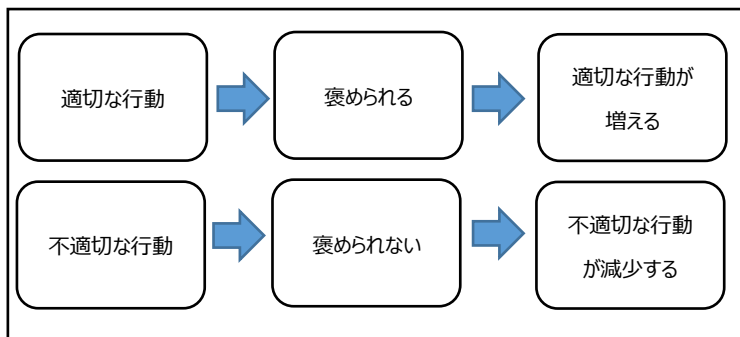 適切な行動
褒められる
適切な行動が
増える
不適切な行動
褒められない
不適切な行動
が減少する